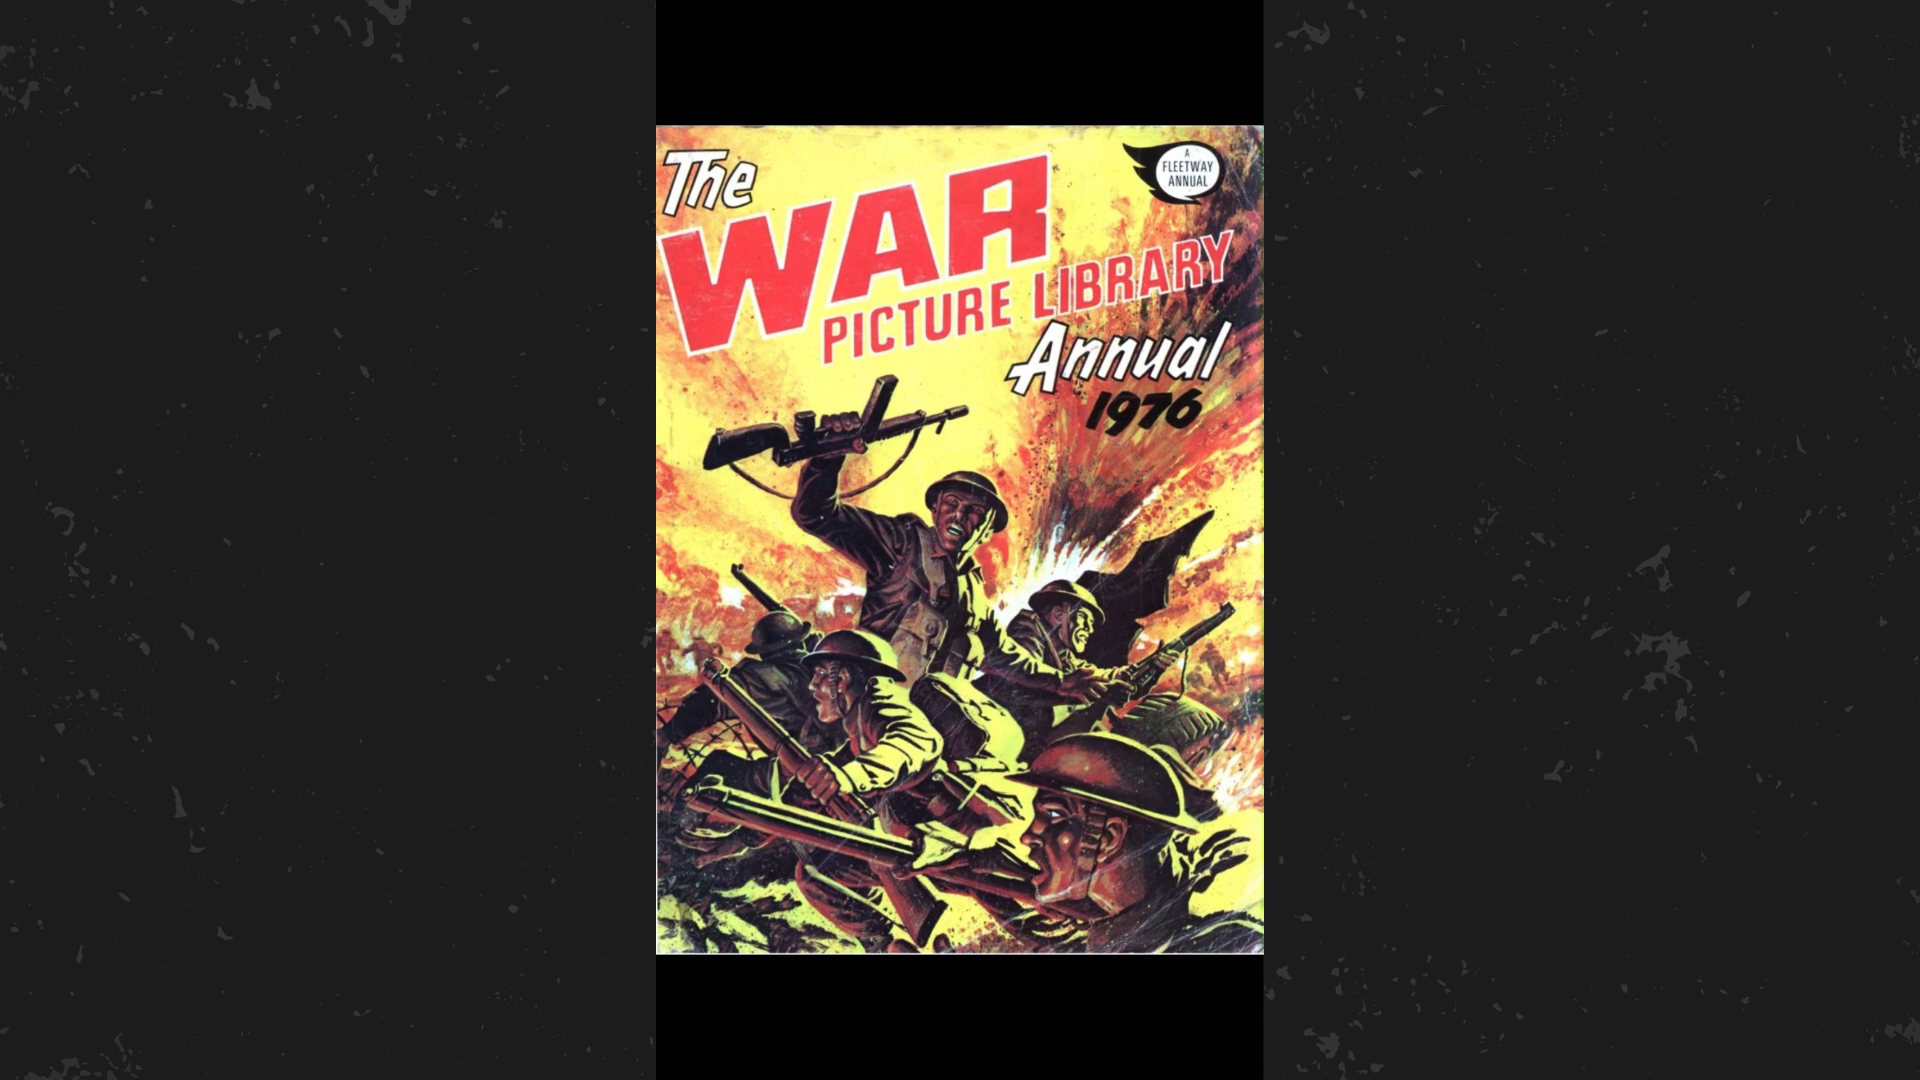 The
WAR
PICTURE LIBRARY
Annual
1976
A
FLEETWAY
ANNUAL